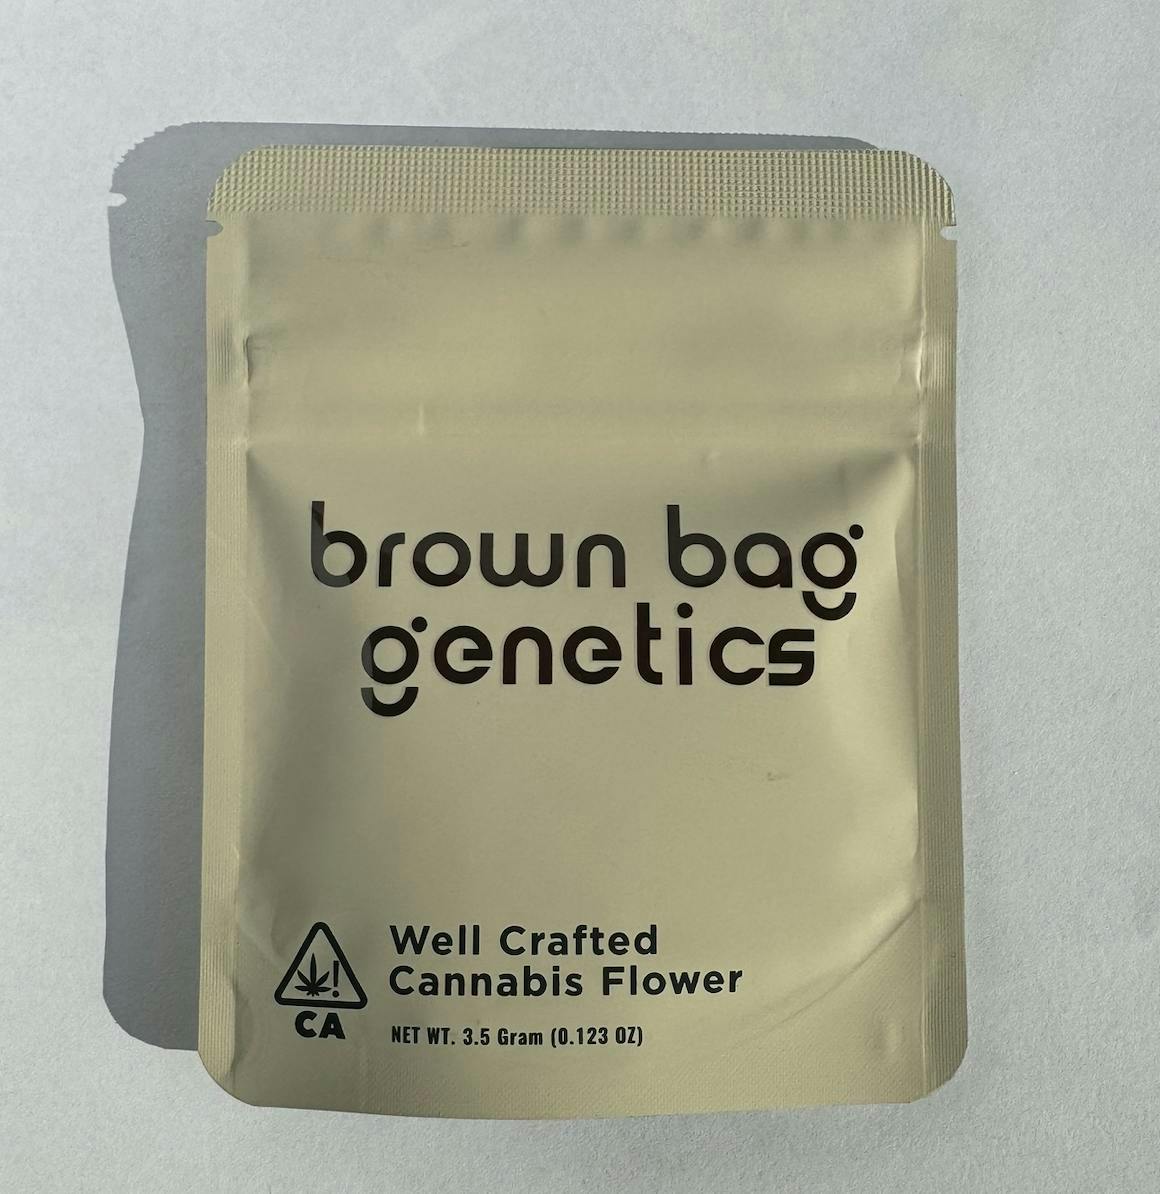 brown bag
genetics
Well Crafted
Cannabis Flower
CA
NET WT. 3.5 Gram (0.123 OZ)